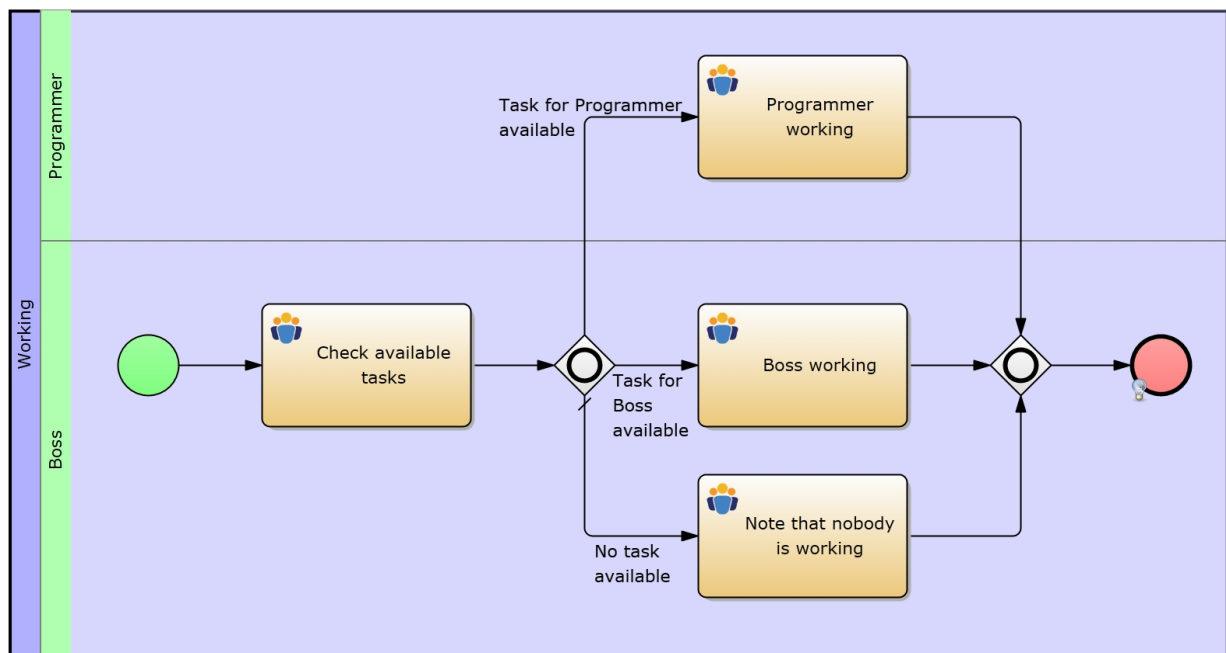 Working
Programmer
Boss
Task for Programmer
available
Programmer
working
Check available
tasks
Task for
Boss
available
Boss working
No task
available
Note that nobody
is working